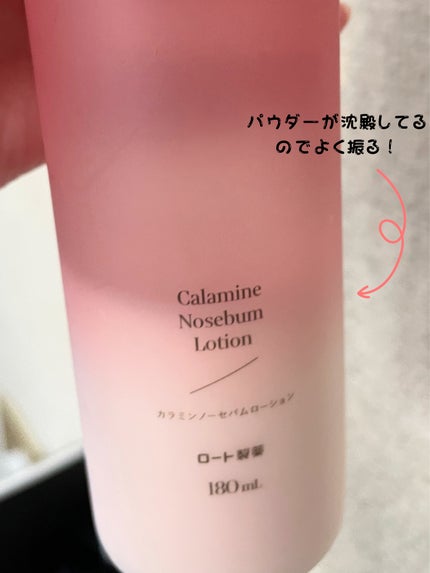 パウダーが沈殿してる
のでよく振る！
Calamine
Nosebum
Lotion
カラミンノーセバムローション
ロート製薬
180mL